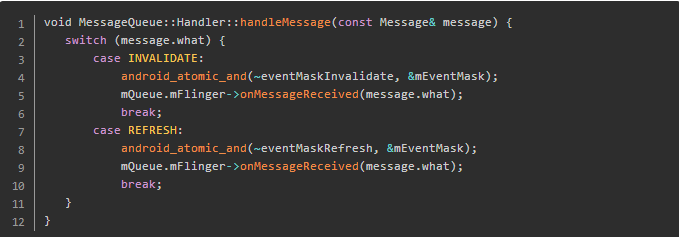 1 void MessageQueue::Handler::handleMessage(const Message& message) {
2 switch (message.what) {
3 case INVALIDATE:
4 android_atomic_and(~eventMaskInvalidate, &mEventMask);
5 mQueue.mFlinger->onMessageReceived(message.what);
6 break;
7 case REFRESH:
8 android_atomic_and(~eventMaskRefresh, &mEventMask);
9 mQueue.mFlinger->onMessageReceived(message.what);
10 break;
11 }
12 }